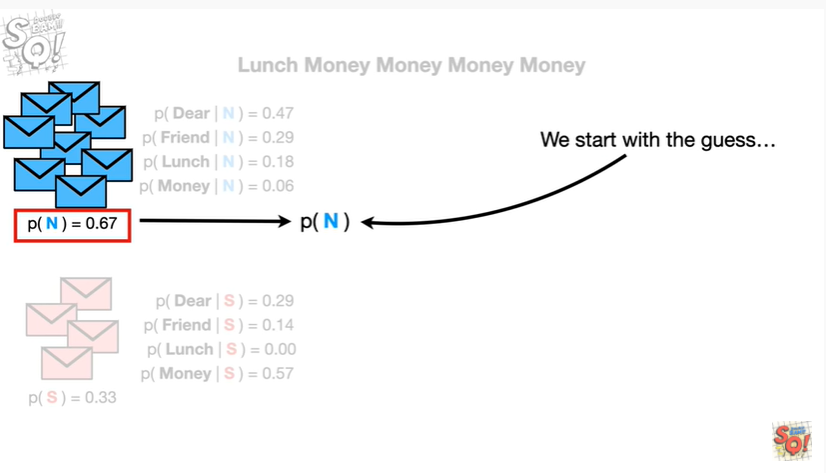 SQ!
Lunch Money Money Money Money
p( Dear | N ) = 0.47
p( Friend | N ) = 0.29
p( Lunch | N ) = 0.18
p( Money | N ) = 0.06
We start with the guess…
p( N ) = 0.67
p( N )
p( Dear | S ) = 0.29
p( Friend | S ) = 0.14
p( Lunch | S ) = 0.00
p( Money | S ) = 0.57
p( S ) = 0.33
SQ!